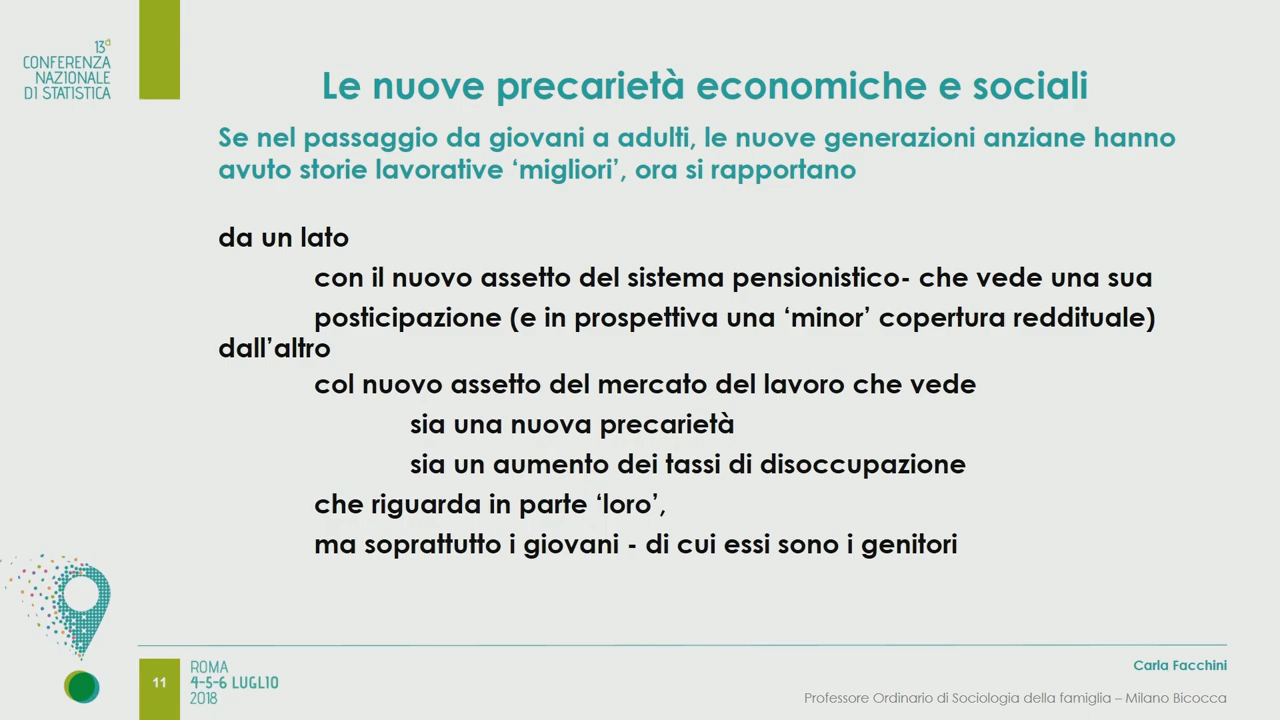 13ª
CONFERENZA
NAZIONALE
DI STATISTICA
Le nuove precarietà economiche e sociali
Se nel passaggio da giovani a adulti, le nuove generazioni anziane hanno
avuto storie lavorative ‘migliori’, ora si rapportano
da un lato
con il nuovo assetto del sistema pensionistico- che vede una sua
posticipazione (e in prospettiva una ‘minor’ copertura reddituale)
dall’altro
col nuovo assetto del mercato del lavoro che vede
sia una nuova precarietà
sia un aumento dei tassi di disoccupazione
che riguarda in parte ‘loro’,
ma soprattutto i giovani - di cui essi sono i genitori
11
ROMA
4-5-6 LUGLIO
2018
Carla Facchini
Professore Ordinario di Sociologia della famiglia – Milano Bicocca